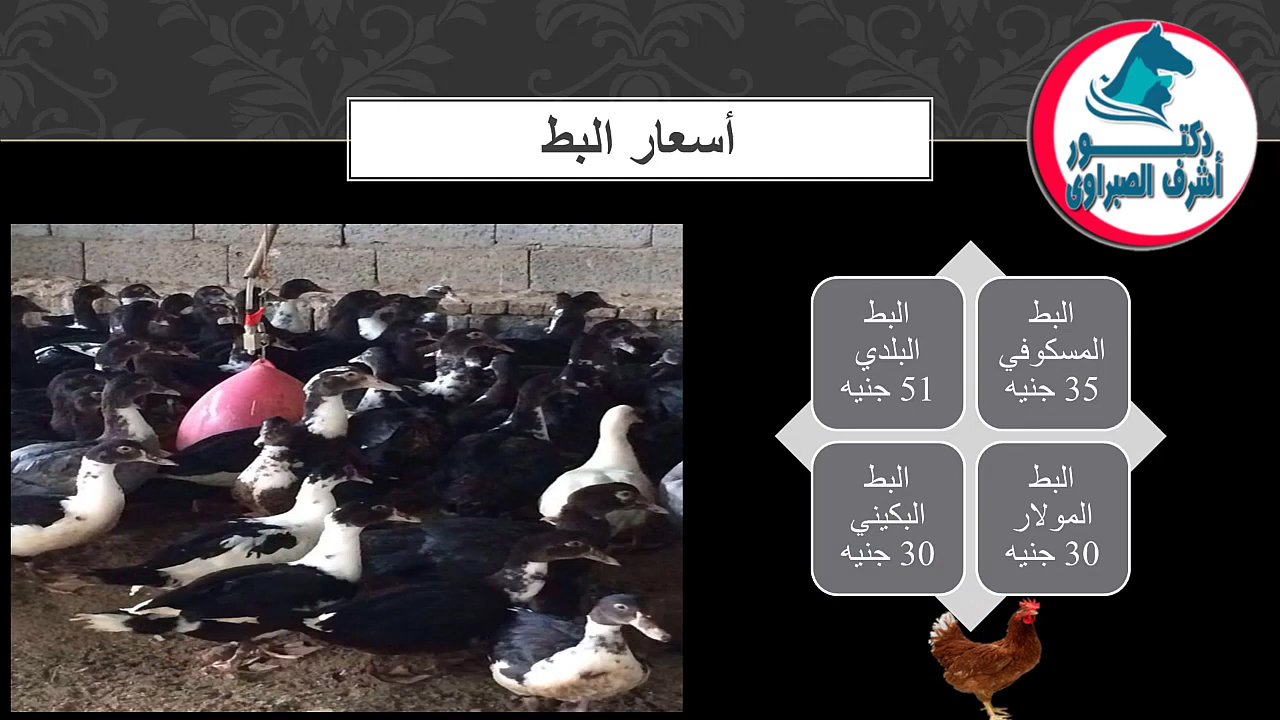 أسعار البط
دكتور
أشرف الصبراوى
البط
المسكوفي
35 جنيه
البط
البلدي
51 جنيه
البط
المولار
30 جنيه
البط
البكيني
30 جنيه